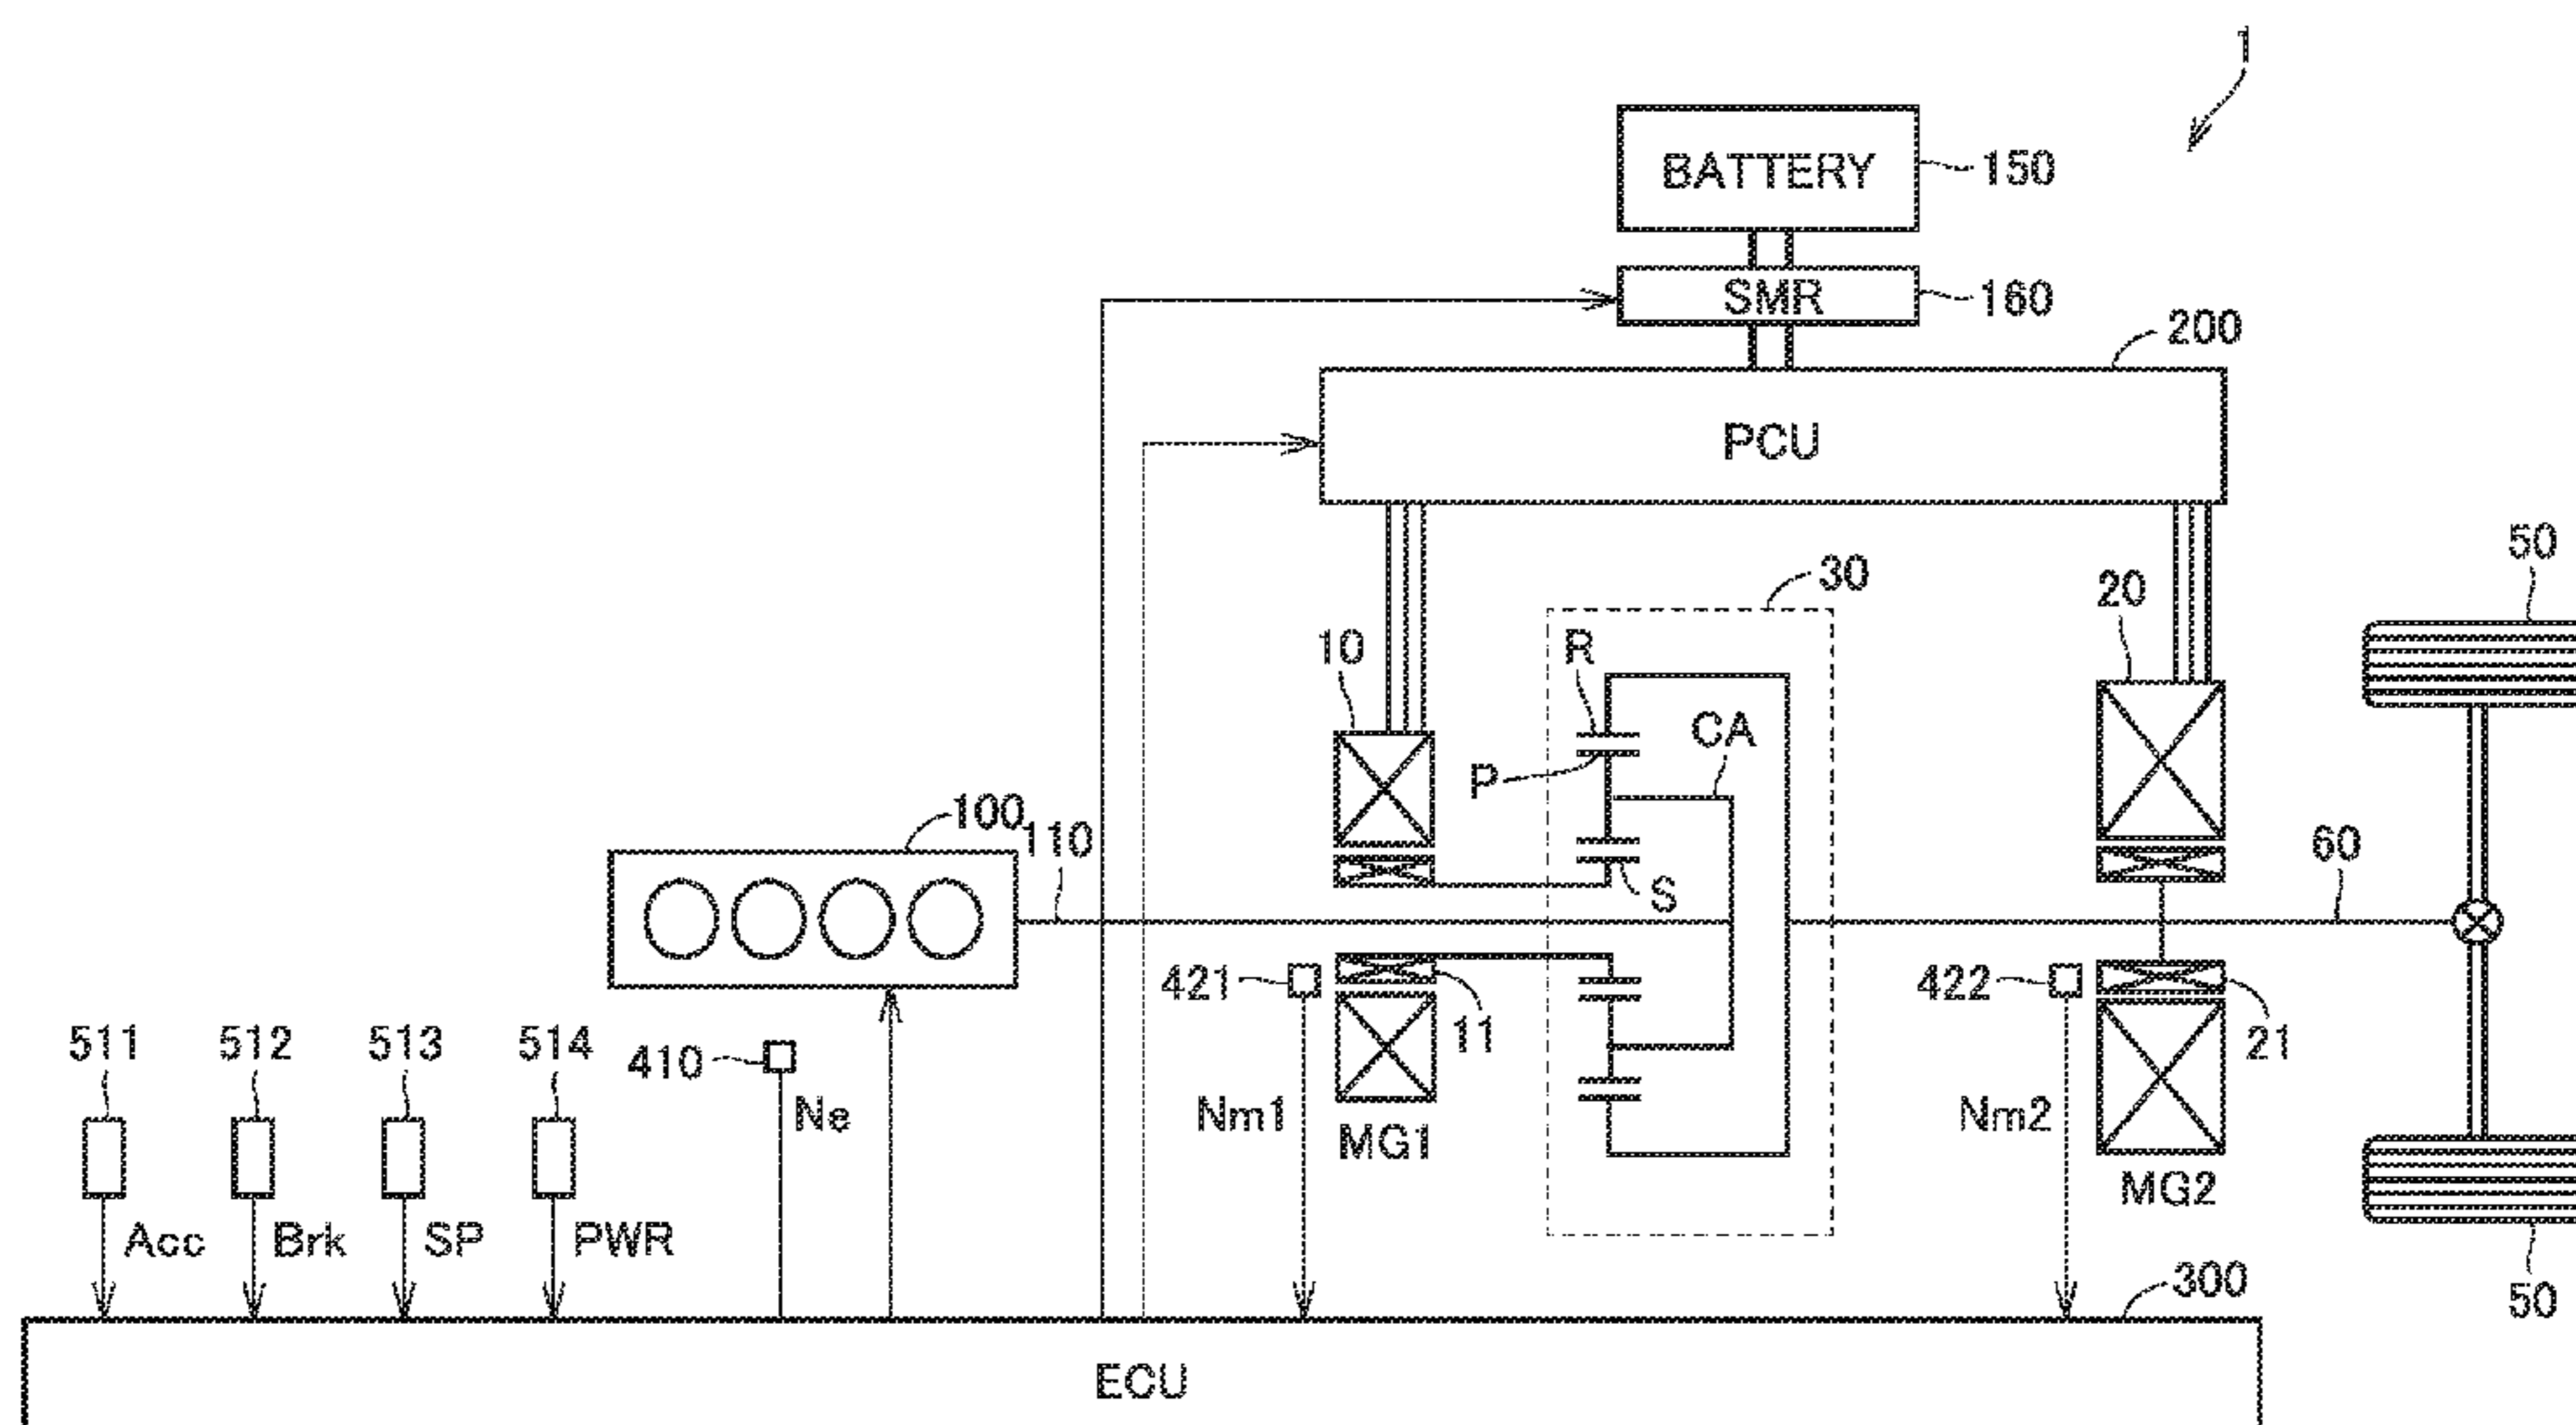 1
BATTERY
150
SMR
160
200
PCU
50
30
20
10
R
CA
P
100
110
60
S
421
422
11
21
511
512
513
514
410
Ne
Nm1
Nm2
MG1
MG2
Acc
Brk
SP
PWR
300
50
ECU